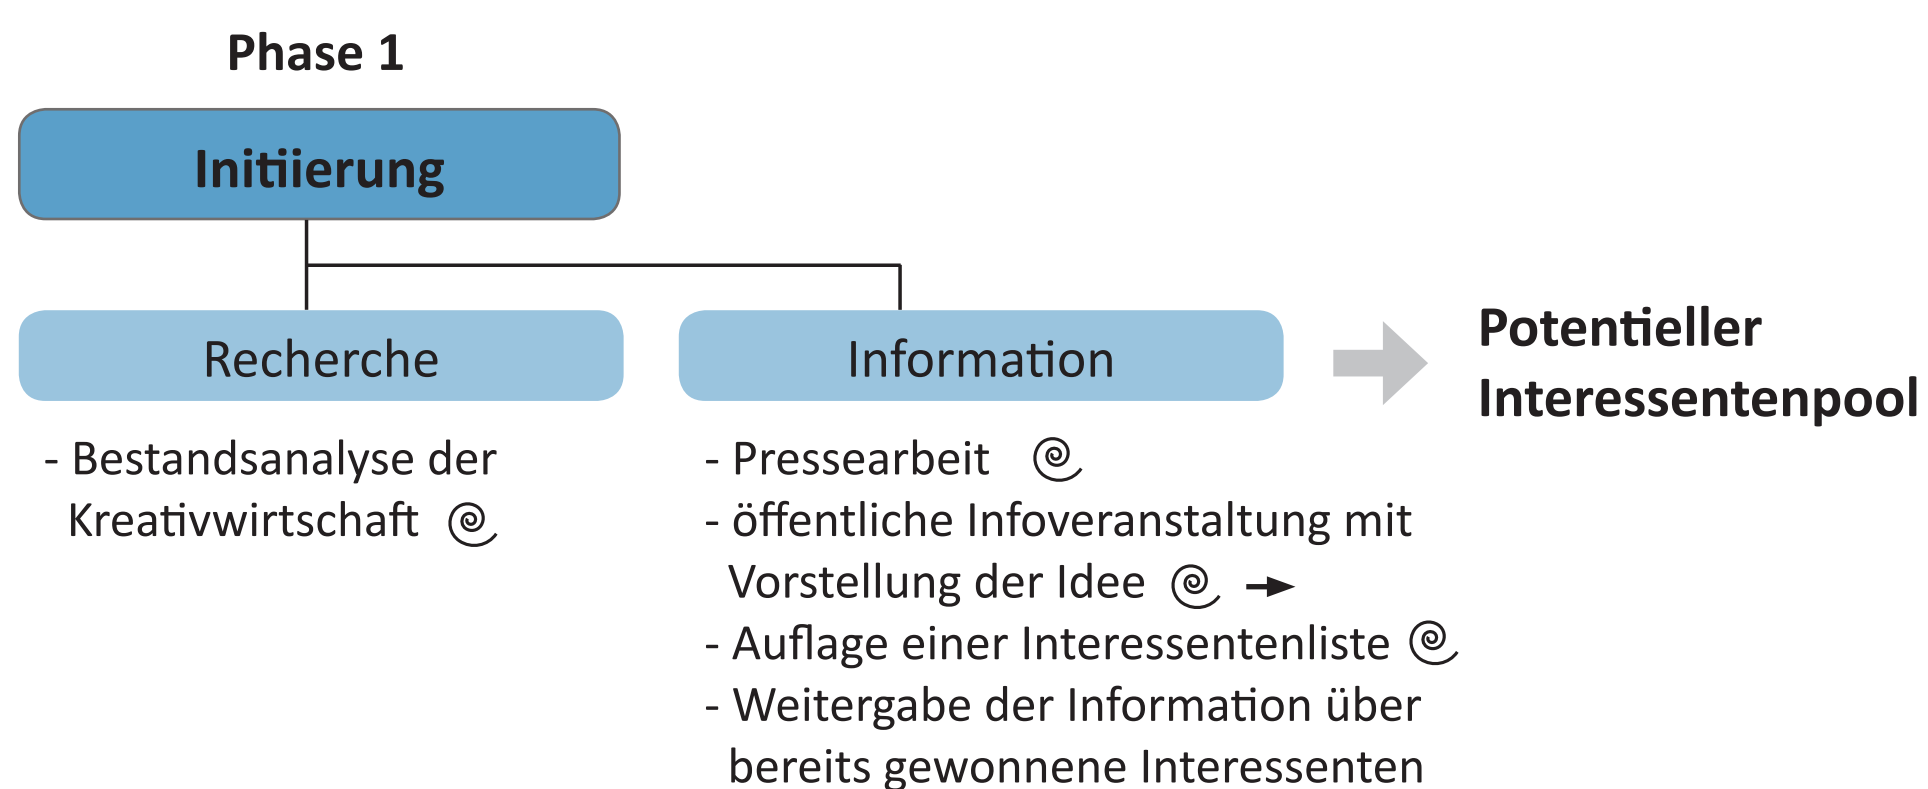 Phase 1
Initiierung
Recherche
- Bestandsanalyse der
Kreativwirtschaft
Information
- Pressearbeit
- öffentliche Infoveranstaltung mit
Vorstellung der Idee
- Auflage einer Interessentenliste
- Weitergabe der Information über
bereits gewonnene Interessenten
Potentieller
Interessentenpool